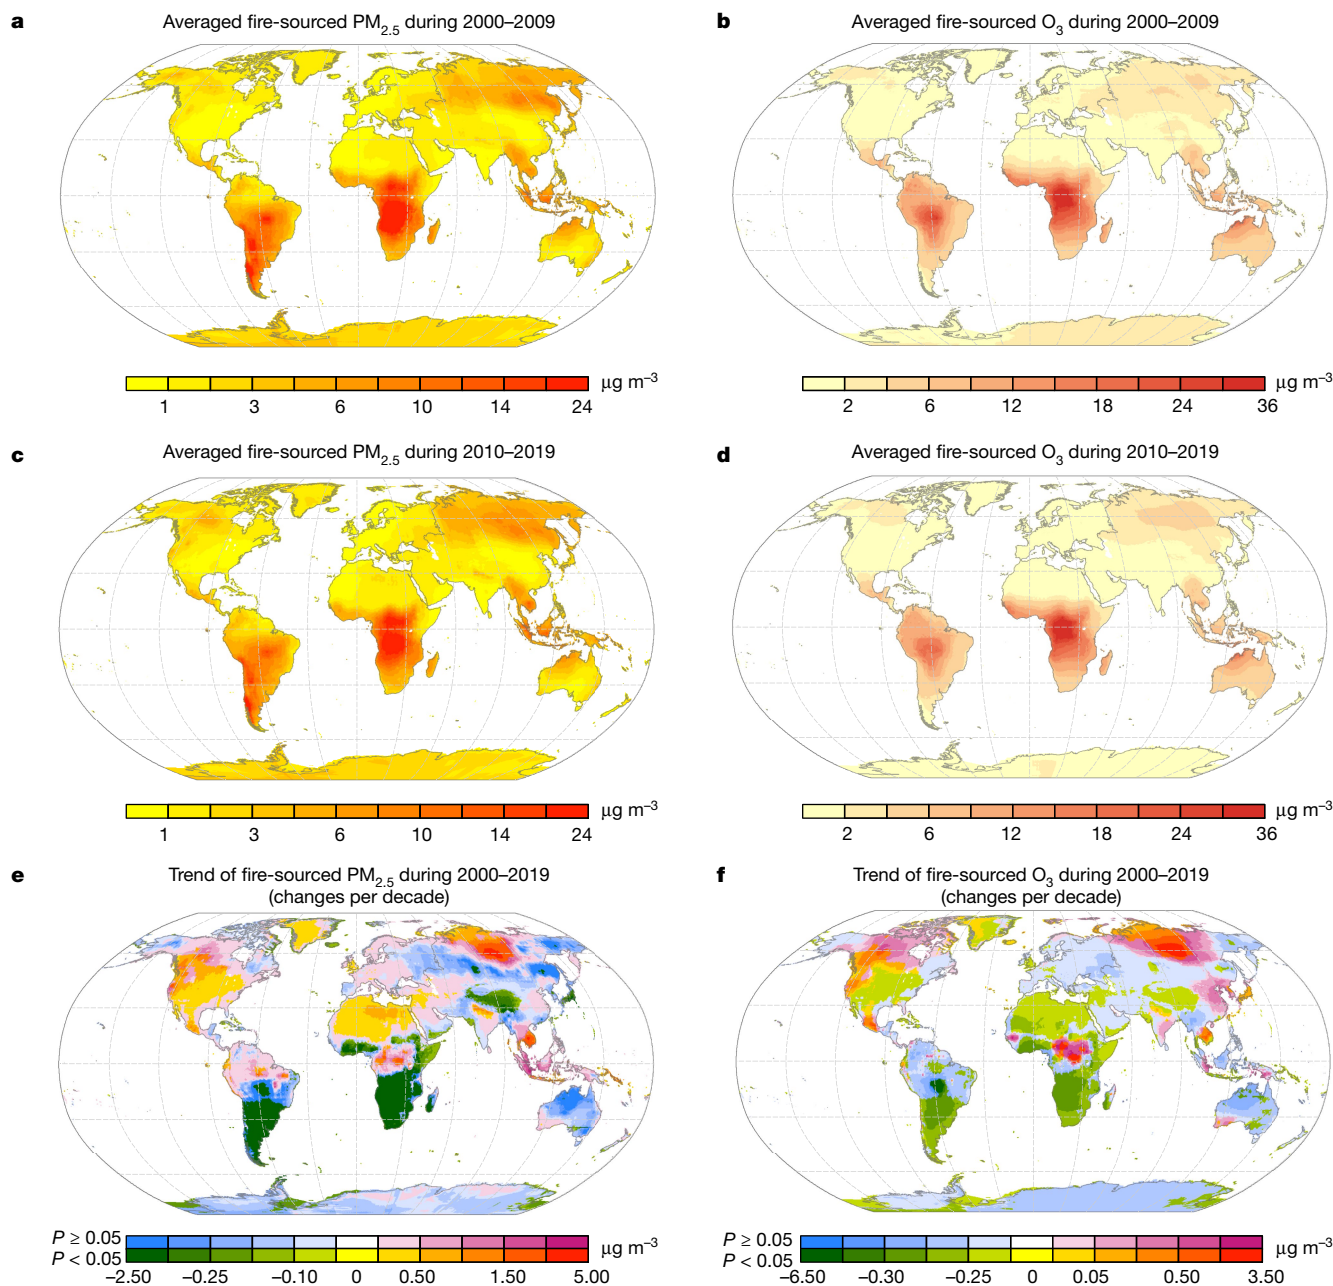 a
Averaged fire-sourced PM2.5 during 2000–2009
b
Averaged fire-sourced O3 during 2000–2009
1 3 6 10 14 24 μg m–3
2 6 12 18 24 36 μg m–3
c
Averaged fire-sourced PM2.5 during 2010–2019
d
Averaged fire-sourced O3 during 2010–2019
1 3 6 10 14 24 μg m–3
2 6 12 18 24 36 μg m–3
e
Trend of fire-sourced PM2.5 during 2000–2019
(changes per decade)
f
Trend of fire-sourced O3 during 2000–2019
(changes per decade)
P ≥ 0.05
P < 0.05
μg m–3
–2.50 –0.25 –0.10 0 0.50 1.50 5.00
P ≥ 0.05
P < 0.05
μg m–3
–6.50 –0.30 –0.25 0 0.05 0.50 3.50